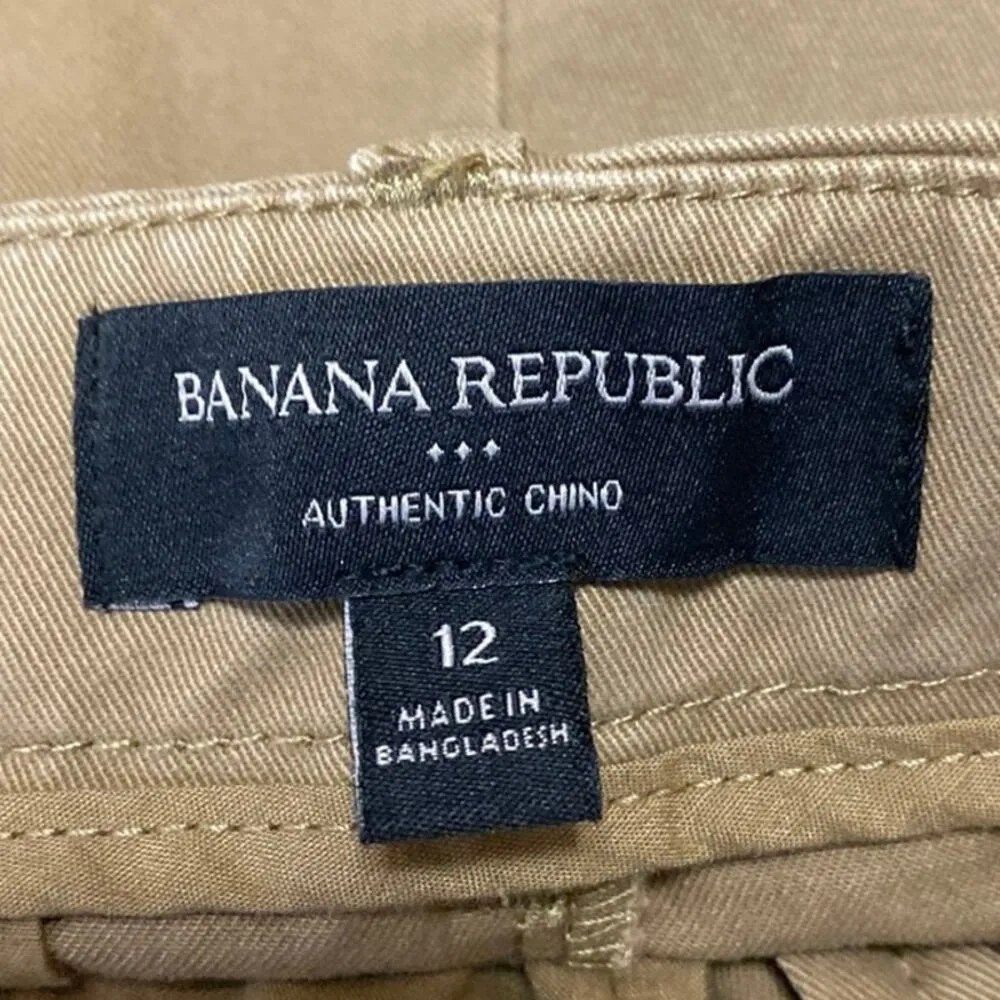 BANANA REPUBLIC
AUTHENTIC CHINO
12
MADE IN
BANGLADESH